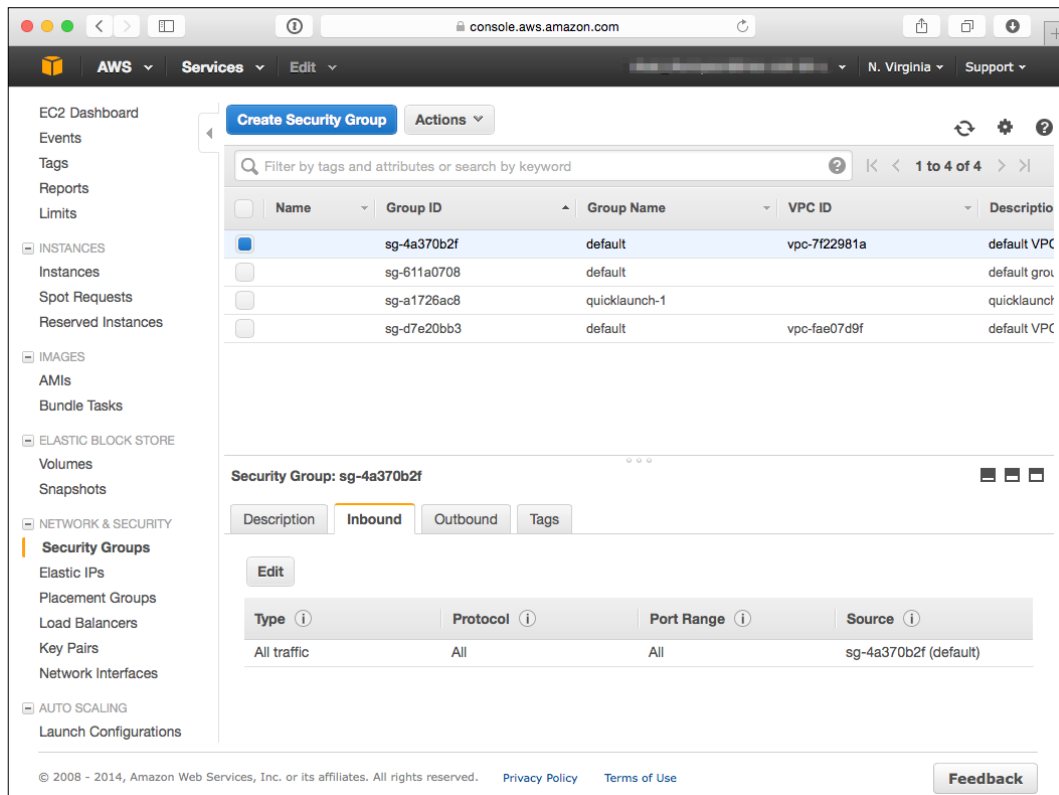 console.aws.amazon.com
AWS Services Edit N. Virginia Support
EC2 Dashboard
Events
Tags
Reports
Limits
INSTANCES
Instances
Spot Requests
Reserved Instances
IMAGES
AMIs
Bundle Tasks
ELASTIC BLOCK STORE
Volumes
Snapshots
NETWORK & SECURITY
Security Groups
Elastic IPs
Placement Groups
Load Balancers
Key Pairs
Network Interfaces
AUTO SCALING
Launch Configurations
Create Security Group Actions
Filter by tags and attributes or search by keyword 1 to 4 of 4
Name Group ID Group Name VPC ID Descriptio
sg-4a370b2f default vpc-7f22981a default VPC
sg-611a0708 default default grou
sg-a1726ac8 quicklaunch-1 quicklaunch
sg-d7e20bb3 default vpc-fae07d9f default VPC
Security Group: sg-4a370b2f
Description Inbound Outbound Tags
Edit
Type Protocol Port Range Source
All traffic All All sg-4a370b2f (default)
© 2008 - 2014, Amazon Web Services, Inc. or its affiliates. All rights reserved. Privacy Policy Terms of Use Feedback